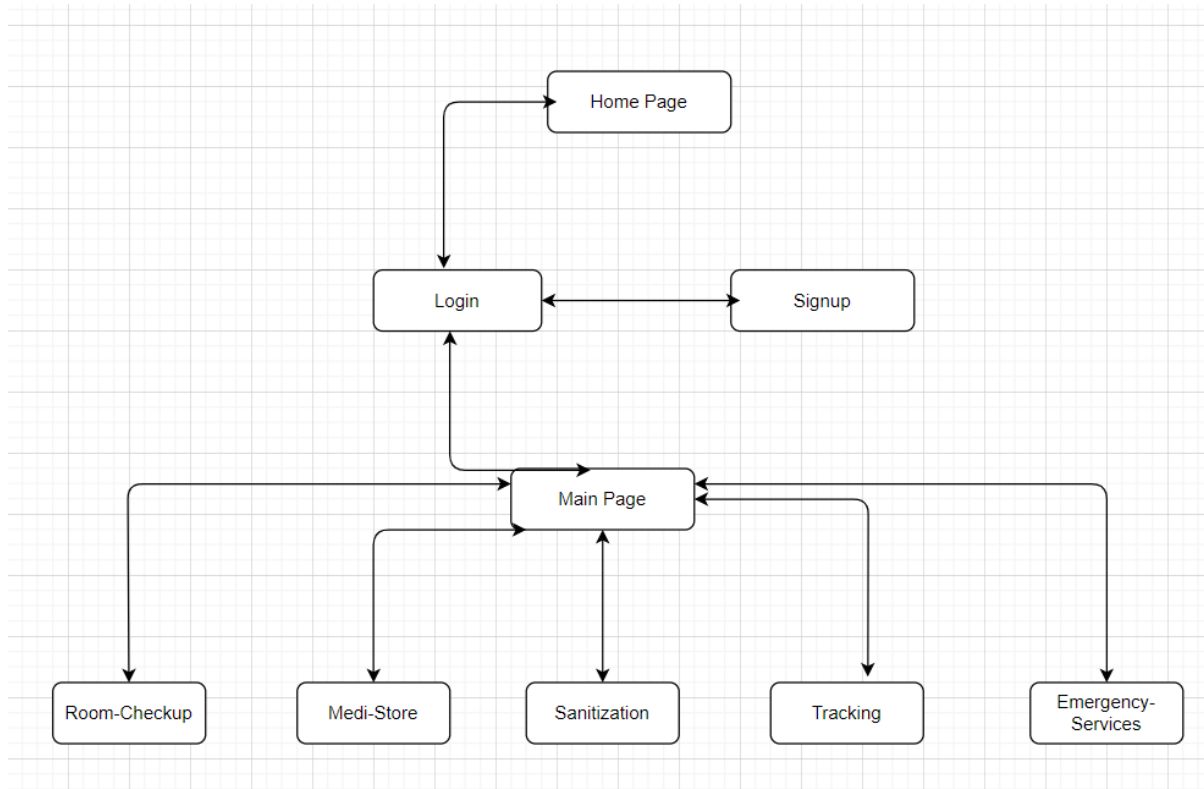 Home Page
Login
Signup
Main Page
Room-Checkup
Medi-Store
Sanitization
Tracking
Emergency-
Services